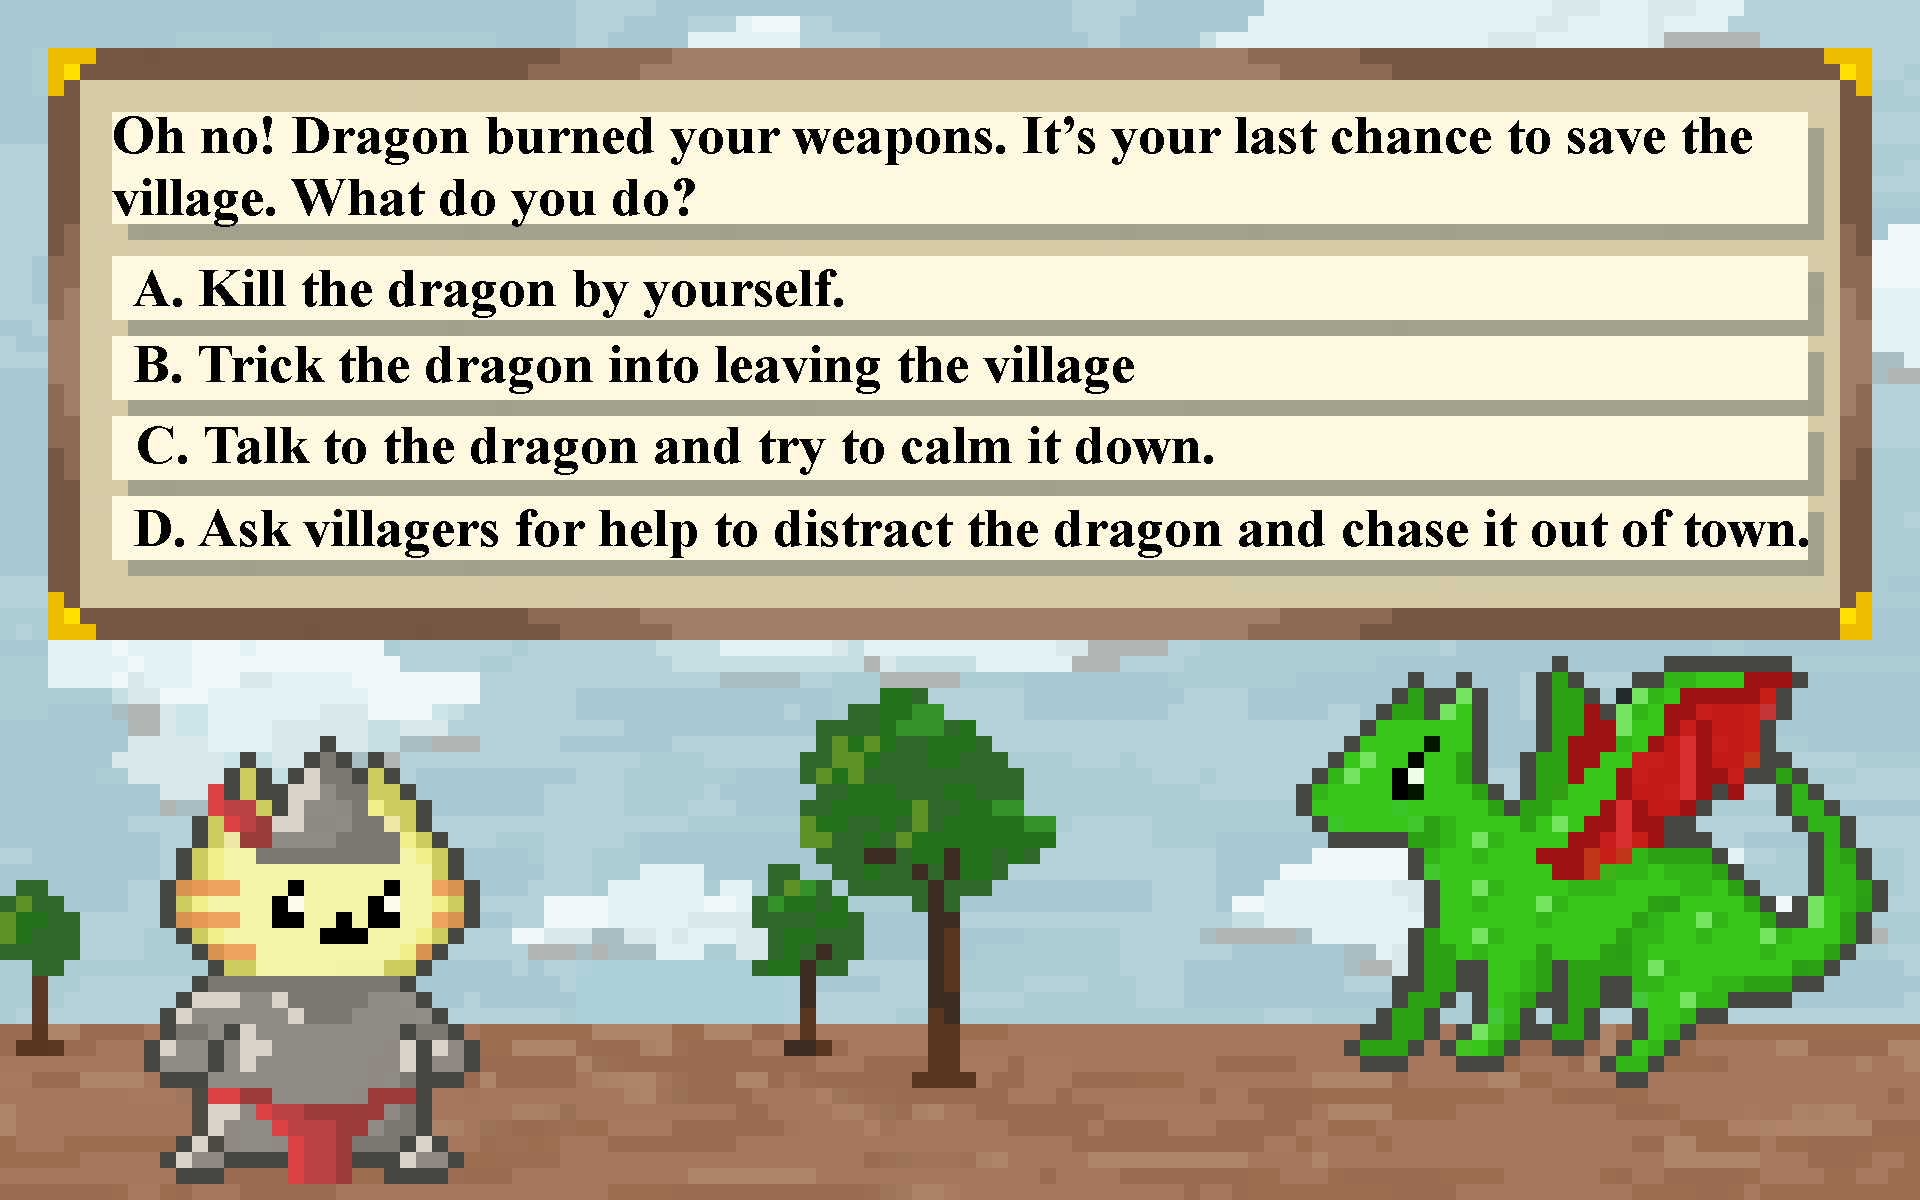 Oh no! Dragon burned your weapons. It’s your last chance to save the
village. What do you do?
A. Kill the dragon by yourself.
B. Trick the dragon into leaving the village
C. Talk to the dragon and try to calm it down.
D. Ask villagers for help to distract the dragon and chase it out of town.